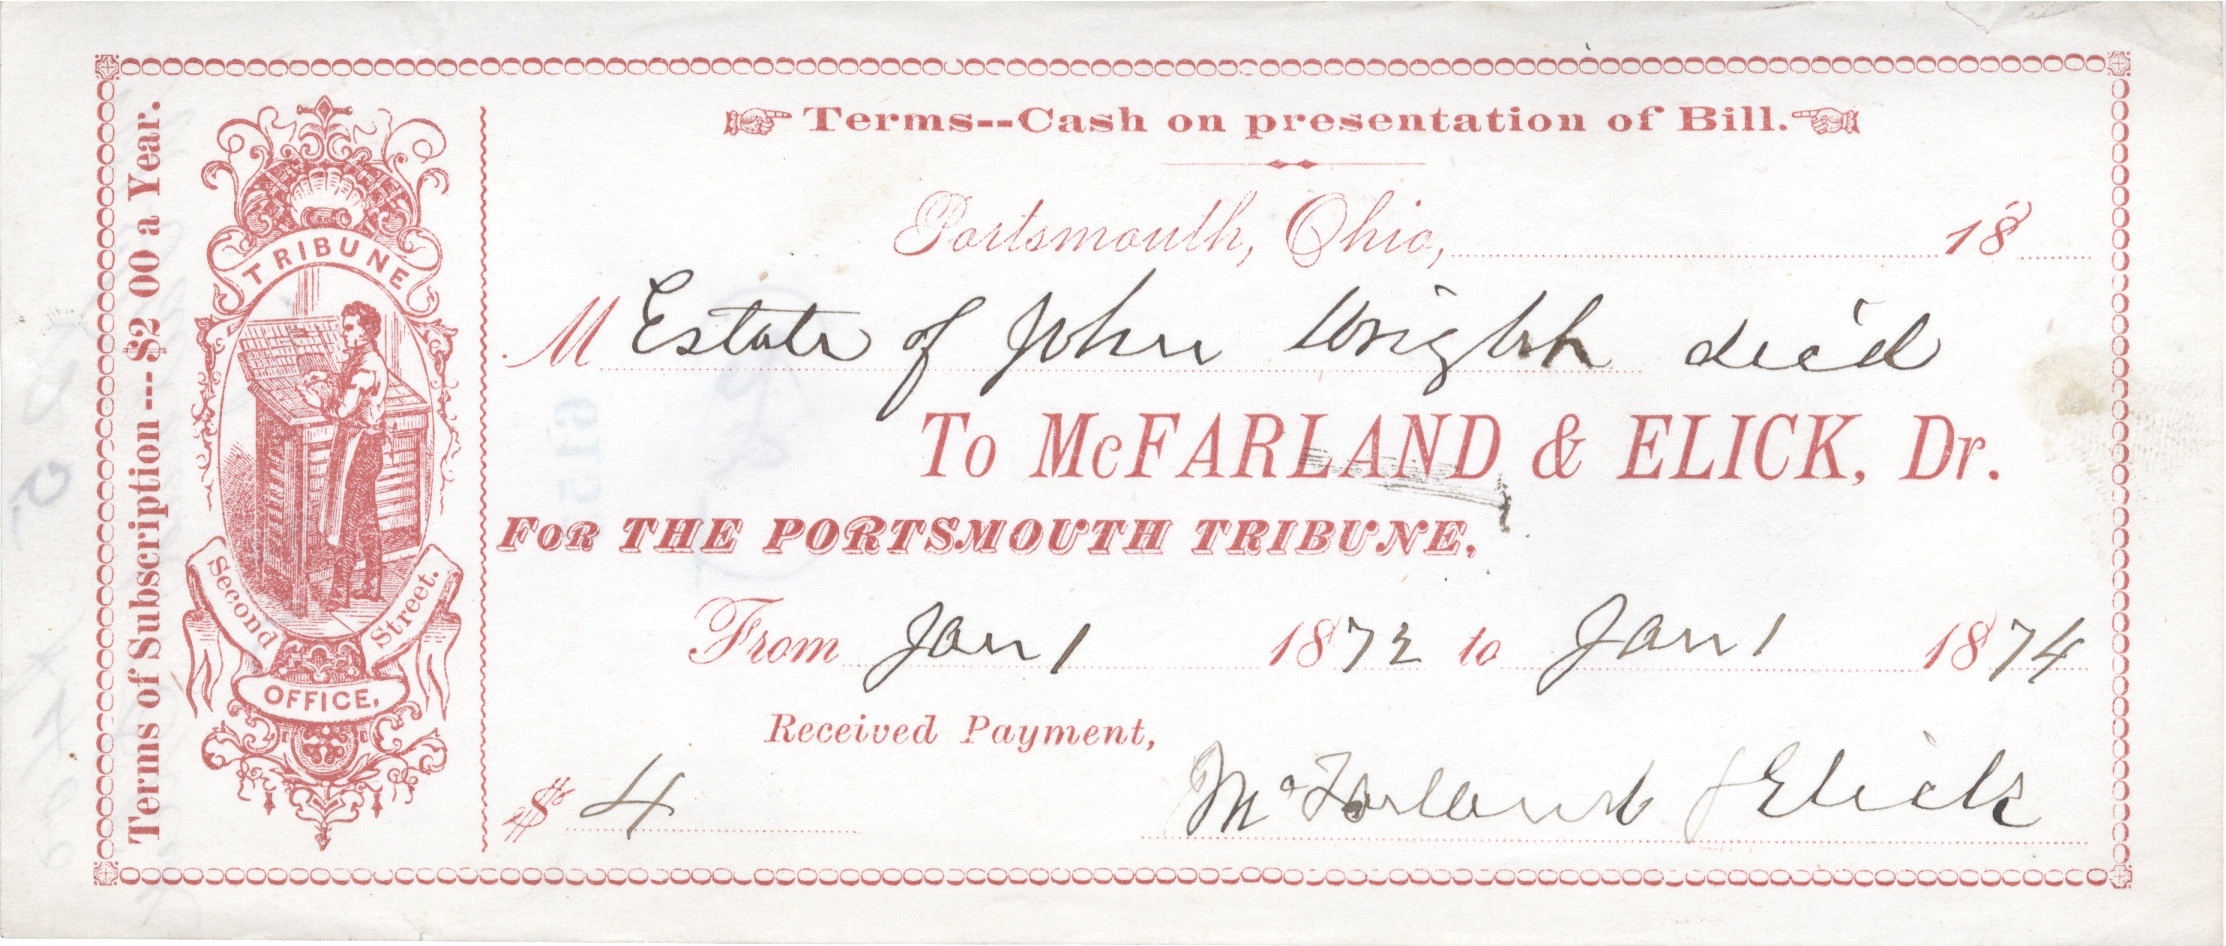 Terms of Subscription---$2 00 a Year.
TRIBUNE
Second Street.
OFFICE,
Terms--Cash on presentation of Bill.
Portsmouth, Ohio, 18
M Estate of John Wright dec'd
To McFARLAND & ELICK, Dr.
FOR THE PORTSMOUTH TRIBUNE,
From Jan 1 1872 to Jan 1 1874
Received Payment,
$ 4 McFarland & Elick